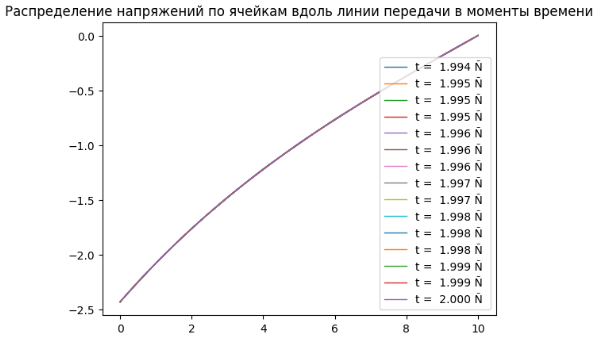 Распределение напряжений по ячейкам вдоль линии передачи в моменты времени
0.0
−0.5
−1.0
−1.5
−2.0
−2.5
0 2 4 6 8 10
t = 1.994 Ñ
t = 1.995 Ñ
t = 1.995 Ñ
t = 1.995 Ñ
t = 1.996 Ñ
t = 1.996 Ñ
t = 1.996 Ñ
t = 1.997 Ñ
t = 1.997 Ñ
t = 1.998 Ñ
t = 1.998 Ñ
t = 1.998 Ñ
t = 1.999 Ñ
t = 1.999 Ñ
t = 2.000 Ñ